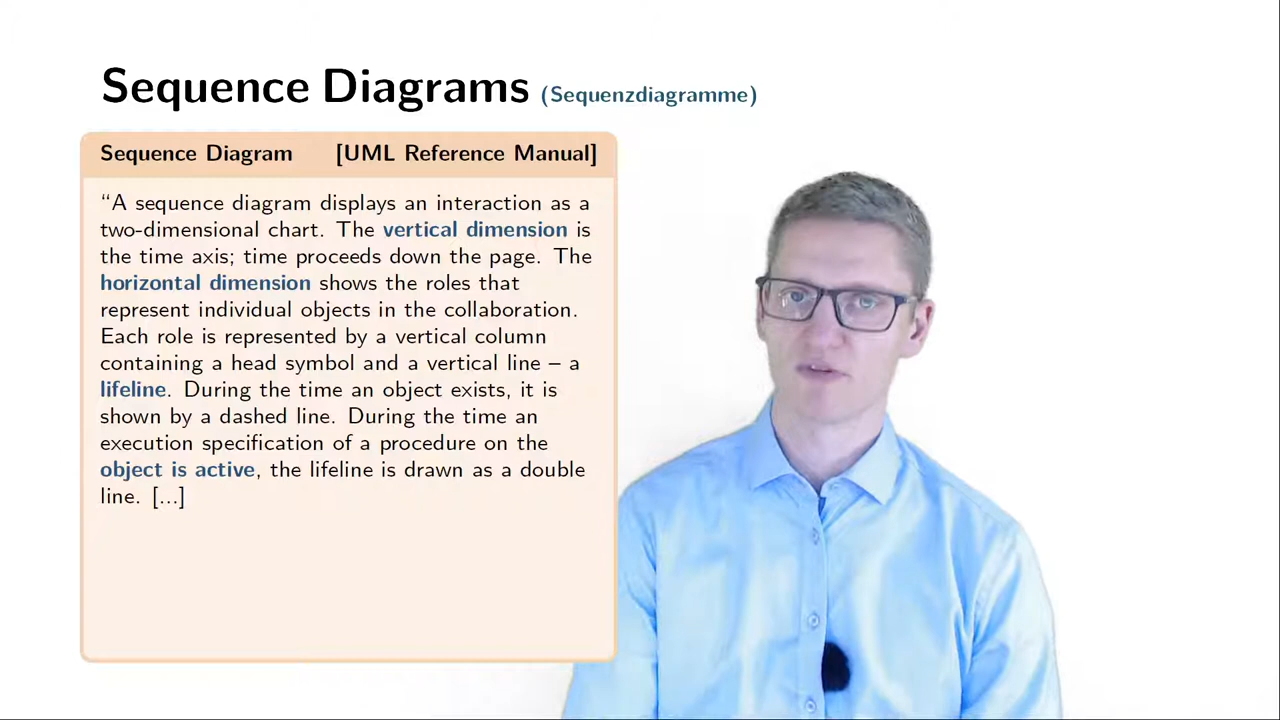 Sequence Diagrams (Sequenzdiagramme)
Sequence Diagram [UML Reference Manual]
“A sequence diagram displays an interaction as a
two-dimensional chart. The vertical dimension is
the time axis; time proceeds down the page. The
horizontal dimension shows the roles that
represent individual objects in the collaboration.
Each role is represented by a vertical column
containing a head symbol and a vertical line – a
lifeline. During the time an object exists, it is
shown by a dashed line. During the time an
execution specification of a procedure on the
object is active, the lifeline is drawn as a double
line. [...]